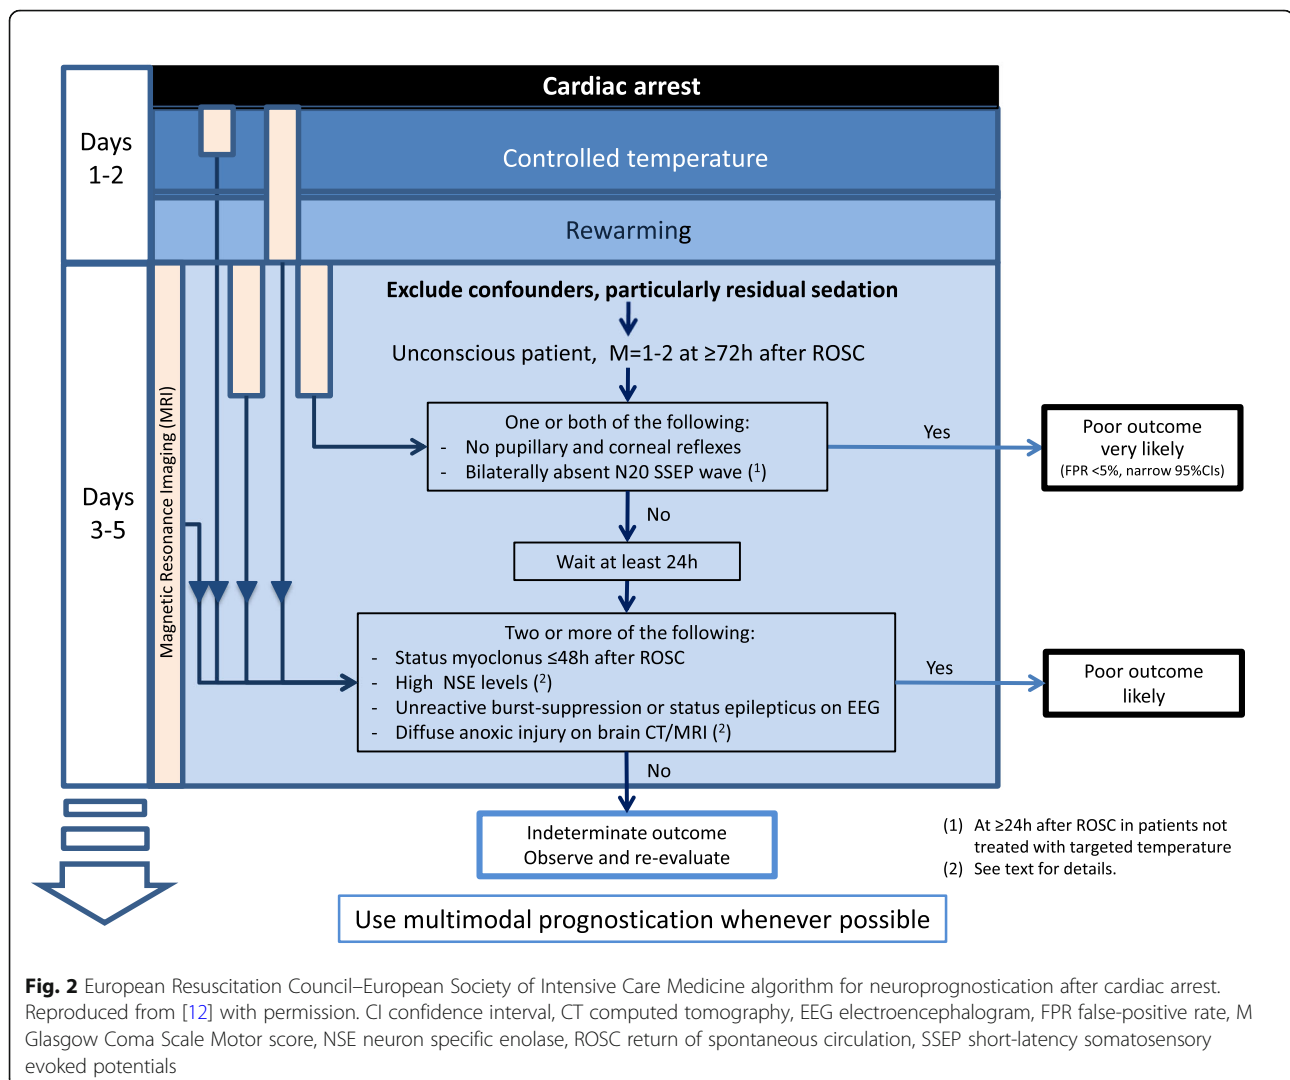 Cardiac arrest
Days
1-2
Controlled temperature
Rewarming
Days
3-5
Magnetic Resonance Imaging (MRI)
Exclude confounders, particularly residual sedation
Unconscious patient, M=1-2 at ≥72h after ROSC
One or both of the following:
- No pupillary and corneal reflexes
- Bilaterally absent N20 SSEP wave (1)
Yes
Poor outcome
very likely
(FPR <5%, narrow 95%CIs)
No
Wait at least 24h
Two or more of the following:
- Status myoclonus ≤48h after ROSC
- High NSE levels (2)
- Unreactive burst-suppression or status epilepticus on EEG
- Diffuse anoxic injury on brain CT/MRI (2)
Yes
Poor outcome
likely
No
Indeterminate outcome
Observe and re-evaluate
(1) At ≥24h after ROSC in patients not
treated with targeted temperature
(2) See text for details.
Use multimodal prognostication whenever possible
Fig. 2 European Resuscitation Council–European Society of Intensive Care Medicine algorithm for neuroprognostication after cardiac arrest.
Reproduced from [12] with permission. CI confidence interval, CT computed tomography, EEG electroencephalogram, FPR false-positive rate, M
Glasgow Coma Scale Motor score, NSE neuron specific enolase, ROSC return of spontaneous circulation, SSEP short-latency somatosensory
evoked potentials